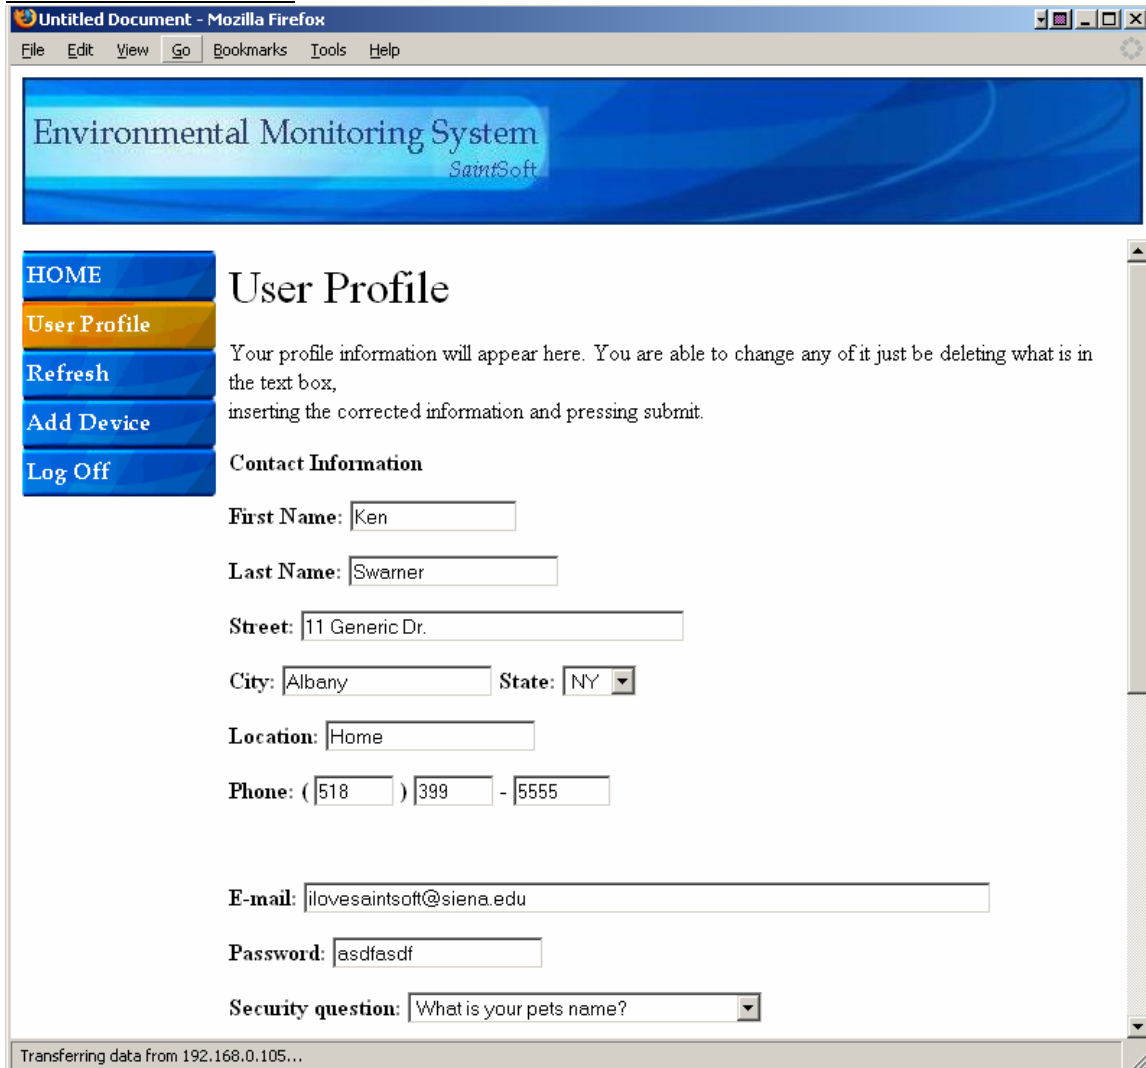 Untitled Document - Mozilla Firefox
File Edit View Go Bookmarks Tools Help
Environmental Monitoring System
SaintSoft
HOME
User Profile
Refresh
Add Device
Log Off
User Profile
Your profile information will appear here. You are able to change any of it just be deleting what is in
the text box,
inserting the corrected information and pressing submit.
Contact Information
First Name: Ken
Last Name: Swarner
Street: 11 Generic Dr.
City: Albany State: NY
Location: Home
Phone: ( 518 ) 399 - 5555
E-mail: ilovesaintsoft@siena.edu
Password: asdfasdf
Security question: What is your pets name?
Transferring data from 192.168.0.105...